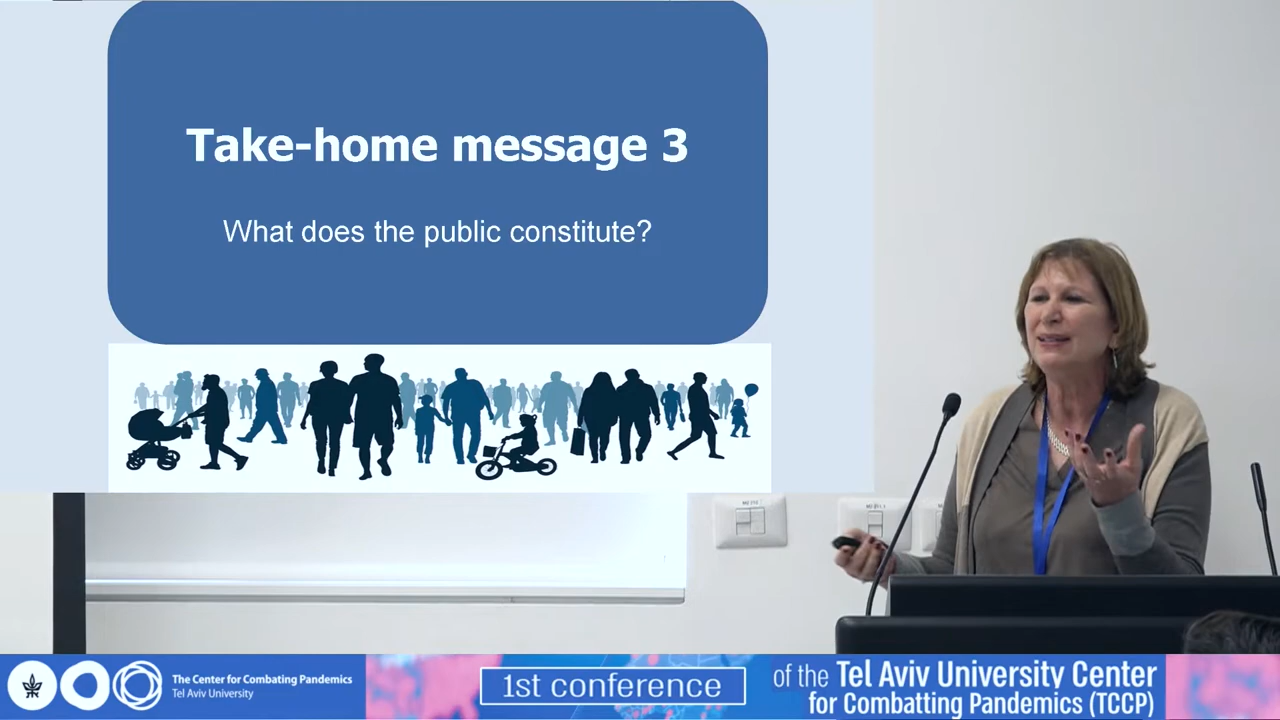 Take-home message 3
What does the public constitute?
The Center for Combating Pandemics
Tel Aviv University
1st conference
of the Tel Aviv University Center
for Combatting Pandemics (TCCP)